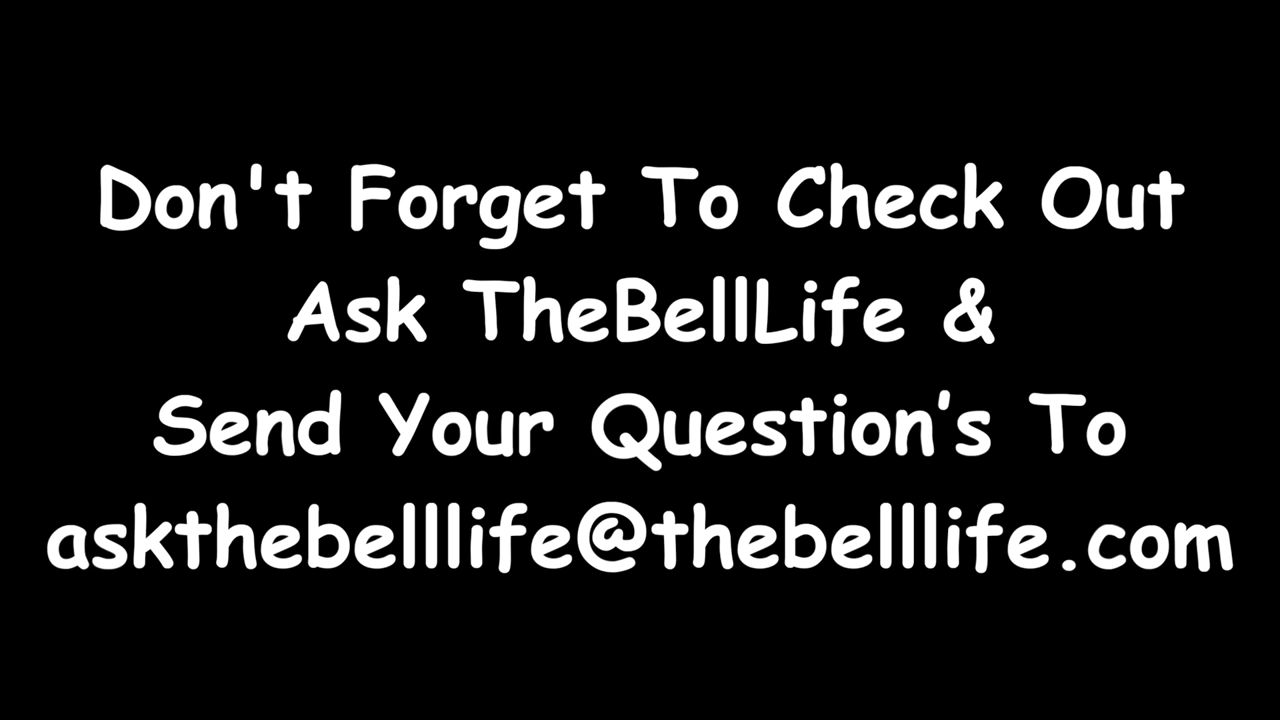 Don't Forget To Check Out
Ask TheBellLife &
Send Your Question’s To
askthebelllife@thebelllife.com